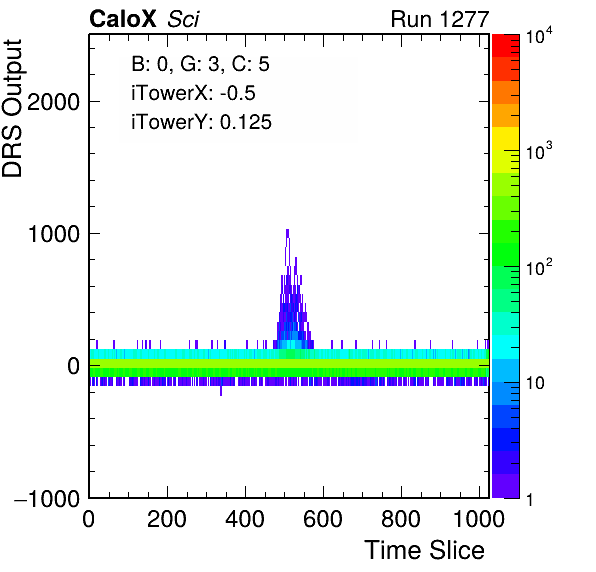 CaloX Sci Run 1277
B: 0, G: 3, C: 5
iTowerX: -0.5
iTowerY: 0.125
DRS Output
2000
1000
0
−1000
0 200 400 600 800 1000
Time Slice
10^4
10^3
10^2
10
1